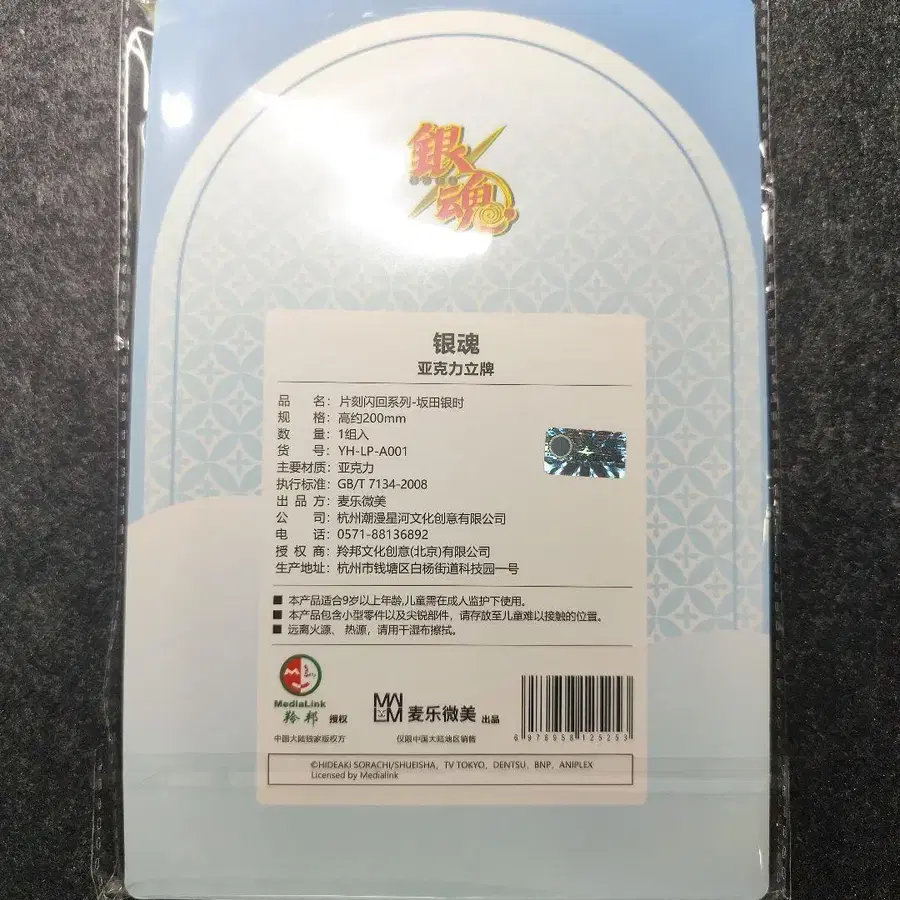 銀魂
银魂
亚克力立牌
品 名：片刻闪回系列-坂田银时
规 格：高约200mm
数 量：1组入
货 号：YH-LP-A001
主要材质：亚克力
执行标准：GB/T 7134-2008
出 品 方：麦乐微美
公 司：杭州潮漫星河文化创意有限公司
电 话：0571-88136892
授 权 商：羚邦文化创意(北京)有限公司
生产地址：杭州市钱塘区白杨街道科技园一号
■ 本产品适合9岁以上年龄,儿童需在成人监护下使用。
■ 本产品包含小型零件以及尖锐部件，请存放至儿童难以接触的位置。
■ 远离火源、热源，请用干湿布擦拭。
MediaLink
羚邦 授权
中国大陆独家版权方
麦乐微美 出品
仅限中国大陆地区销售
6 978958 125253
©HIDEAKI SORACHI/SHUEISHA，TV TOKYO，DENTSU，BNP，ANIPLEX
Licensed by Medialink